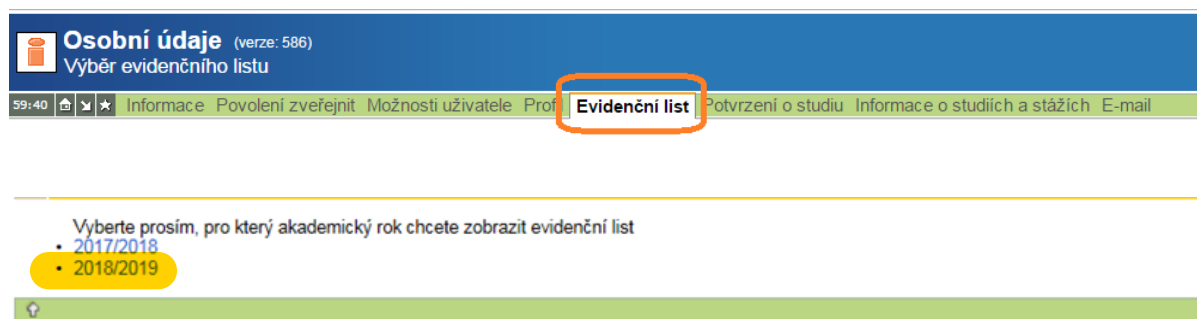 Osobní údaje (verze: 586)
Výběr evidenčního listu
59:40 Informace Povolení zveřejnit Možnosti uživatele Profi Evidenční list Potvrzení o studiu Informace o studiích a stážích E-mail
Vyberte prosím, pro který akademický rok chcete zobrazit evidenční list
• 2017/2018
• 2018/2019